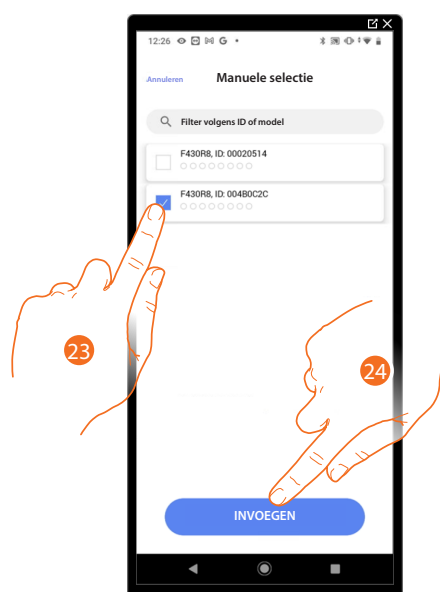 12:26 G
Annuleren Manuele selectie
Filter volgens ID of model
F430R8, ID: 00020514
F430R8, ID: 004B0C2C
23
24
INVOEGEN